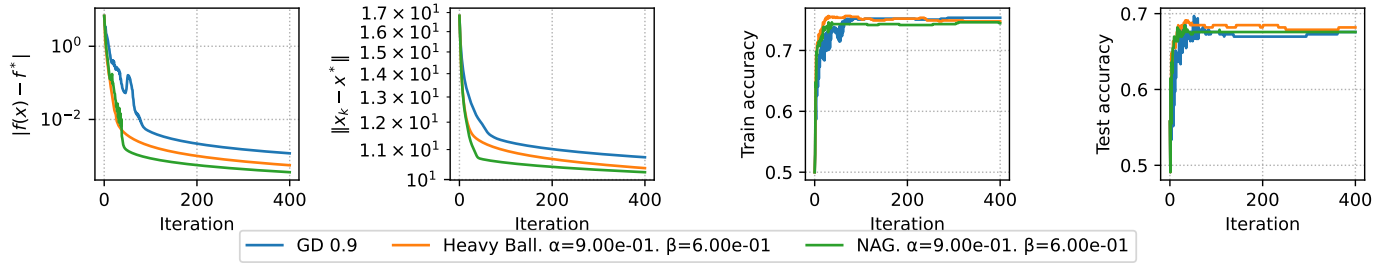 |f(x) − f*|
10⁰
10⁻²
0
200
400
Iteration
‖xₖ − x*‖
1.7 × 10¹
1.6 × 10¹
1.5 × 10¹
1.4 × 10¹
1.3 × 10¹
1.2 × 10¹
1.1 × 10¹
10¹
0
200
400
Iteration
Train accuracy
0.7
0.6
0.5
0
200
400
Iteration
Test accuracy
0.7
0.6
0.5
0
200
400
Iteration
GD 0.9
Heavy Ball. α=9.00e-01. β=6.00e-01
NAG. α=9.00e-01. β=6.00e-01